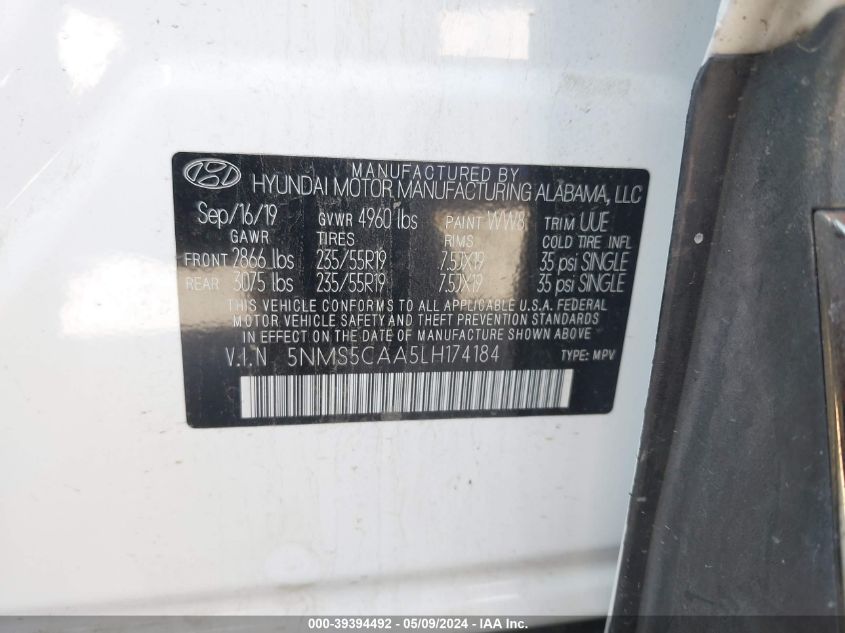 MANUFACTURED BY
HYUNDAI MOTOR MANUFACTURING ALABAMA, LLC
Sep/16/19 GVWR 4960 lbs PAINT WW8 TRIM UUE
GAWR TIRES RIMS COLD TIRE INFL
FRONT 2866 lbs 235/55R19 7.5JX19 35 psi SINGLE
REAR 3075 lbs 235/55R19 7.5JX19 35 psi SINGLE
THIS VEHICLE CONFORMS TO ALL APPLICABLE U.S.A. FEDERAL
MOTOR VEHICLE SAFETY AND THEFT PREVENTION STANDARDS
IN EFFECT ON THE DATE OF MANUFACTURE SHOWN ABOVE.
V.I.N 5NMS5CAA5LH174184 TYPE: MPV
000-39394492 - 05/09/2024 - IAA Inc.